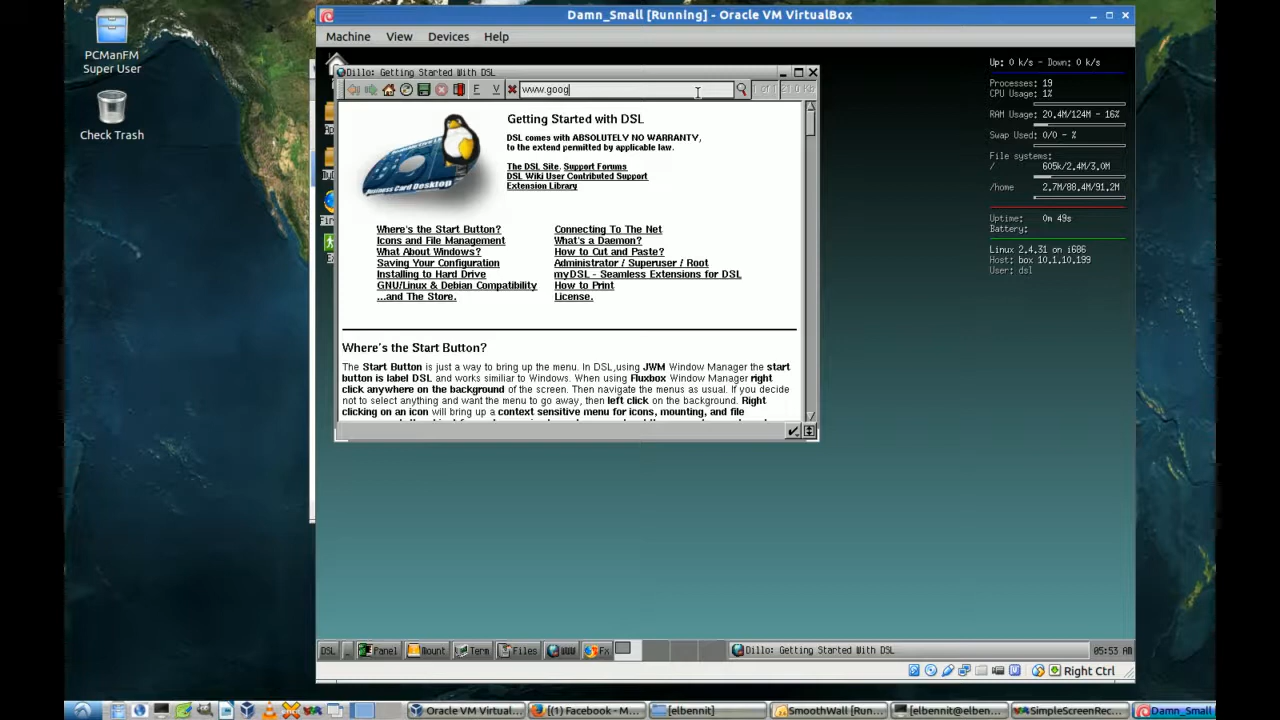 Damn_Small [Running] - Oracle VM VirtualBox
PCManFM
Super User
Check Trash
Machine View Devices Help
Dillo: Getting Started With DSL
www.goog
Business Card Desktop
Getting Started with DSL
DSL comes with ABSOLUTELY NO WARRANTY,
to the extend permitted by applicable law.
The DSL Site, Support Forums
DSL Wiki User Contributed Support
Extension Library
Where's the Start Button? Connecting To The Net
Icons and File Management What's a Daemon?
What About Windows? How to Cut and Paste?
Saving Your Configuration Administrator / Superuser / Root
Installing to Hard Drive myDSL - Seamless Extensions for DSL
GNU/Linux & Debian Compatibility How to Print
...and The Store. License.
Where's the Start Button?
The Start Button is just a way to bring up the menu. In DSL,using JWM Window Manager the start
button is label DSL and works similiar to Windows. When using Fluxbox Window Manager right
click anywhere on the background of the screen. Then navigate the menus as usual. If you decide
not to select anything and want the menu to go away, then left click on the background. Right
clicking on an icon will bring up a context sensitive menu for icons, mounting, and file
Up: 0 k/s - Down: 0 k/s
Processes: 19
CPU Usage: 1%
RAM Usage: 20.4M/124M - 16%
Swap Used: 0/0 - %
File systems:
/ 605k/2.4M/3.0M
/home 2.7M/88.4M/91.2M
Uptime: 0m 49s
Battery:
Linux 2.4.31 on i686
Host: box 10.1.10.199
User: dsl
DSL _ Panel Mount Term Files WWW Fx Dillo: Getting Started With DSL 05:53 AM
Right Ctrl
Oracle VM Virtual... [(1) Facebook - M... [elbennit] SmoothWall [Run... [elbennit@elben... [SimpleScreenRec... Damn_Small [Run